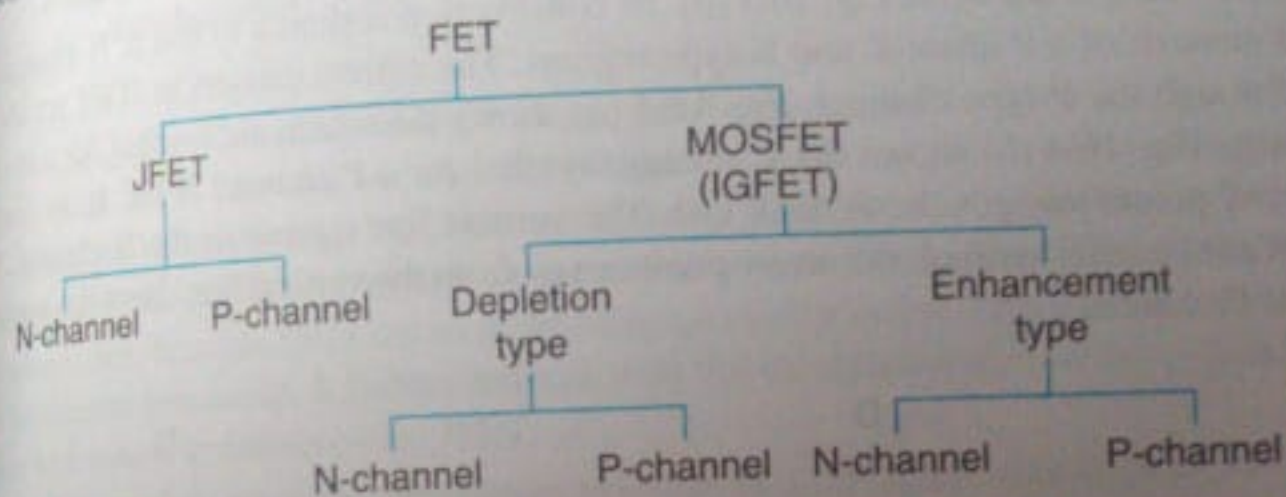 FET
JFET
MOSFET
(IGFET)
N-channel
P-channel
Depletion
type
Enhancement
type
N-channel
P-channel
N-channel
P-channel